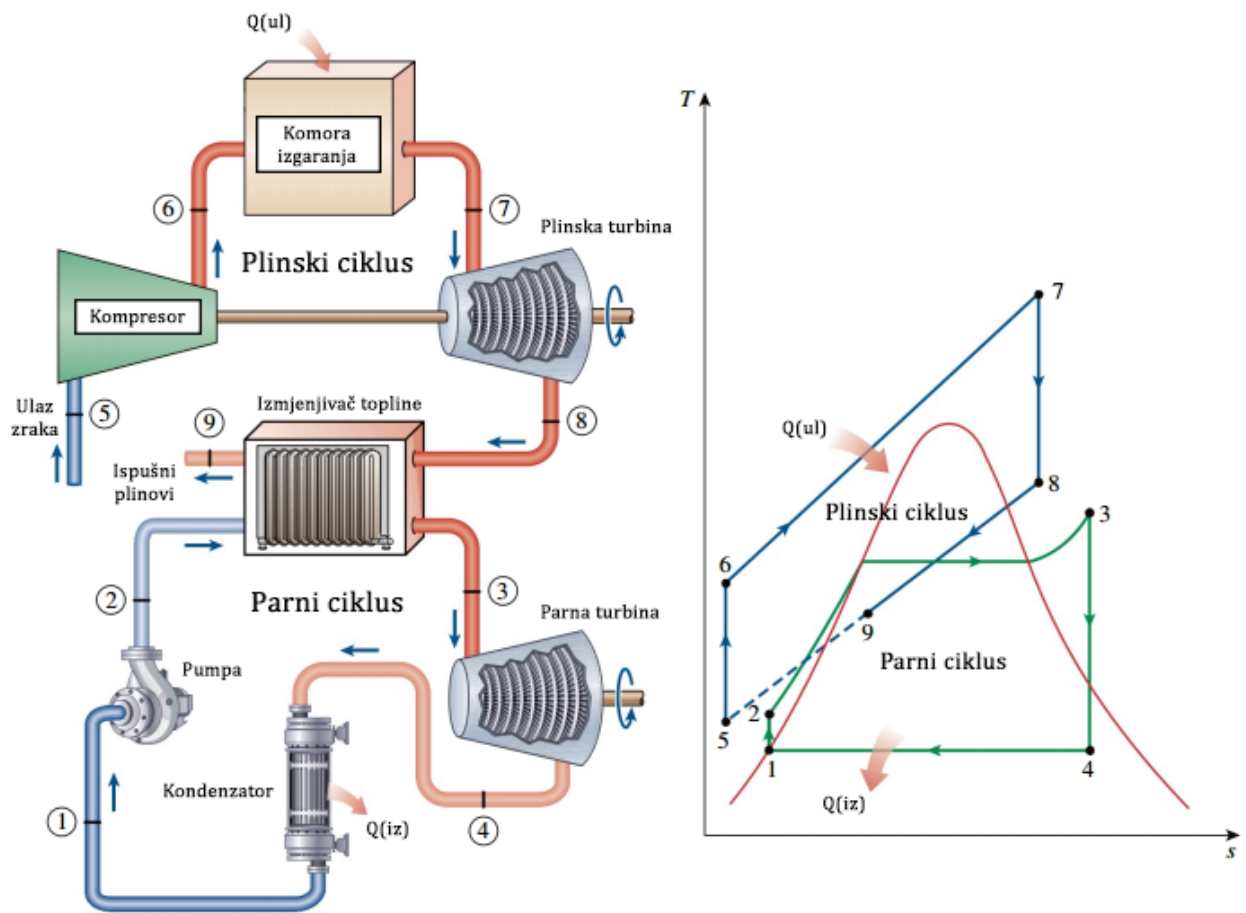 Q(ul)
Komora
izgaranja
6
7
Plinska turbina
Plinski ciklus
Kompresor
Ulaz
zraka
5
Izmjenjivač topline
9
8
Ispušni
plinovi
2
Parni ciklus
3
Parna turbina
Pumpa
Kondenzator
1
Q(iz)
4
T
7
Q(ul)
8
Plinski ciklus
3
6
9
Parni ciklus
2
5
1
4
Q(iz)
s